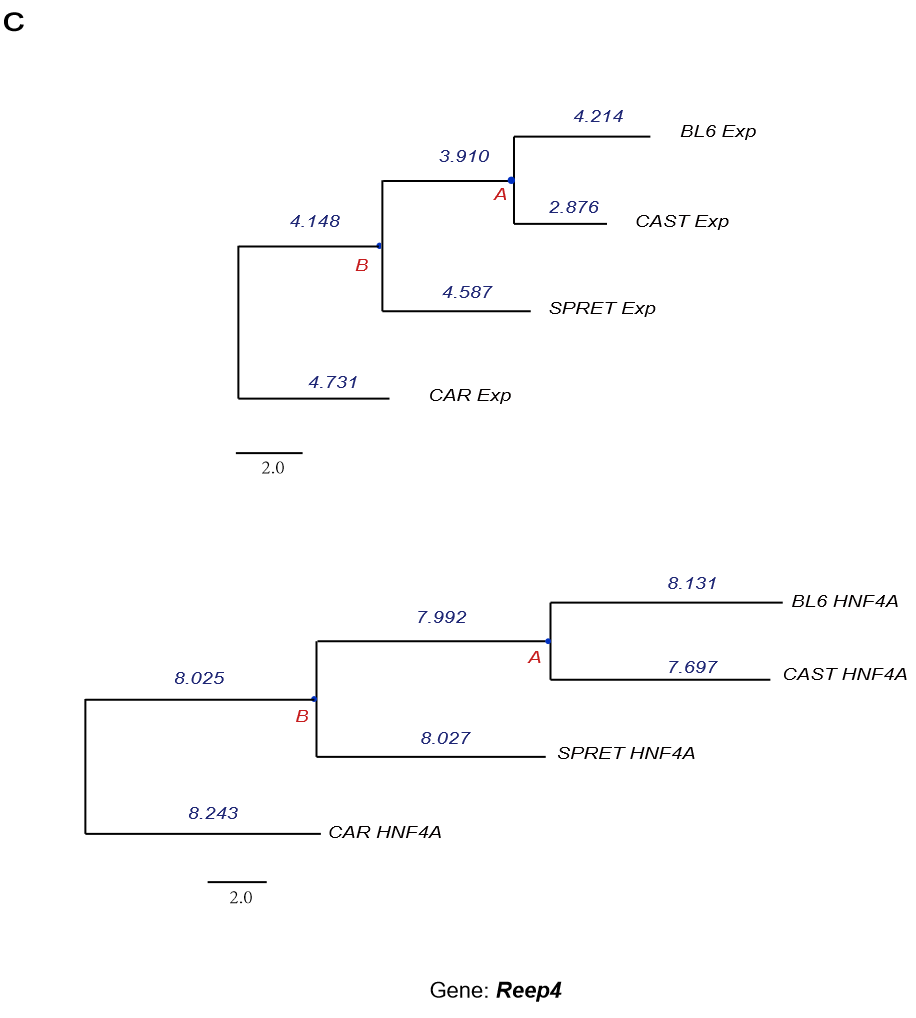 C
4.214
BL6 Exp
3.910
A
2.876
CAST Exp
4.148
B
4.587
SPRET Exp
4.731
CAR Exp
2.0
8.131
BL6 HNF4A
7.992
A
7.697
CAST HNF4A
8.025
B
8.027
SPRET HNF4A
8.243
CAR HNF4A
2.0
Gene: Reep4